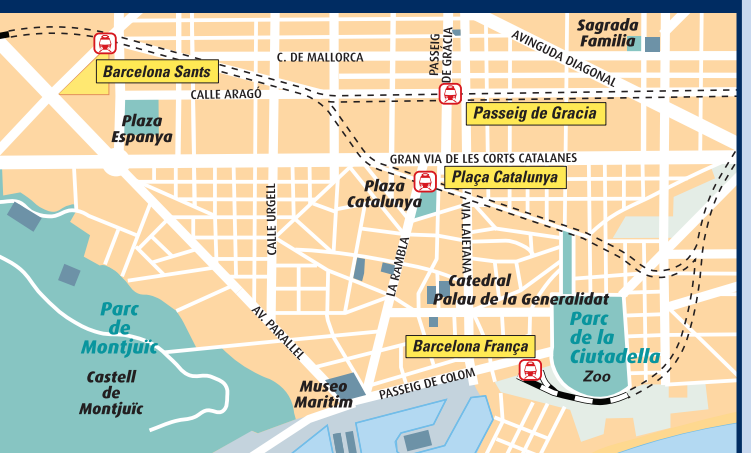 Sagrada
Familia
AVINGUDA DIAGONAL
PASSEIG
DE GRÀCIA
C. DE MALLORCA
Barcelona Sants
CALLE ARAGÓ
Passeig de Gracia
Plaza
Espanya
GRAN VIA DE LES CORTS CATALANES
Plaça Catalunya
Plaza
Catalunya
CALLE URGELL
VIA LAIETANA
LA RAMBLA
Catedral
Palau de la Generalidat
Parc
de
Montjuïc
AV. PARALLEL
Parc
de la
Ciutadella
Zoo
Barcelona França
Castell
de
Montjuïc
Museo
Maritim
PASSEIG DE COLOM